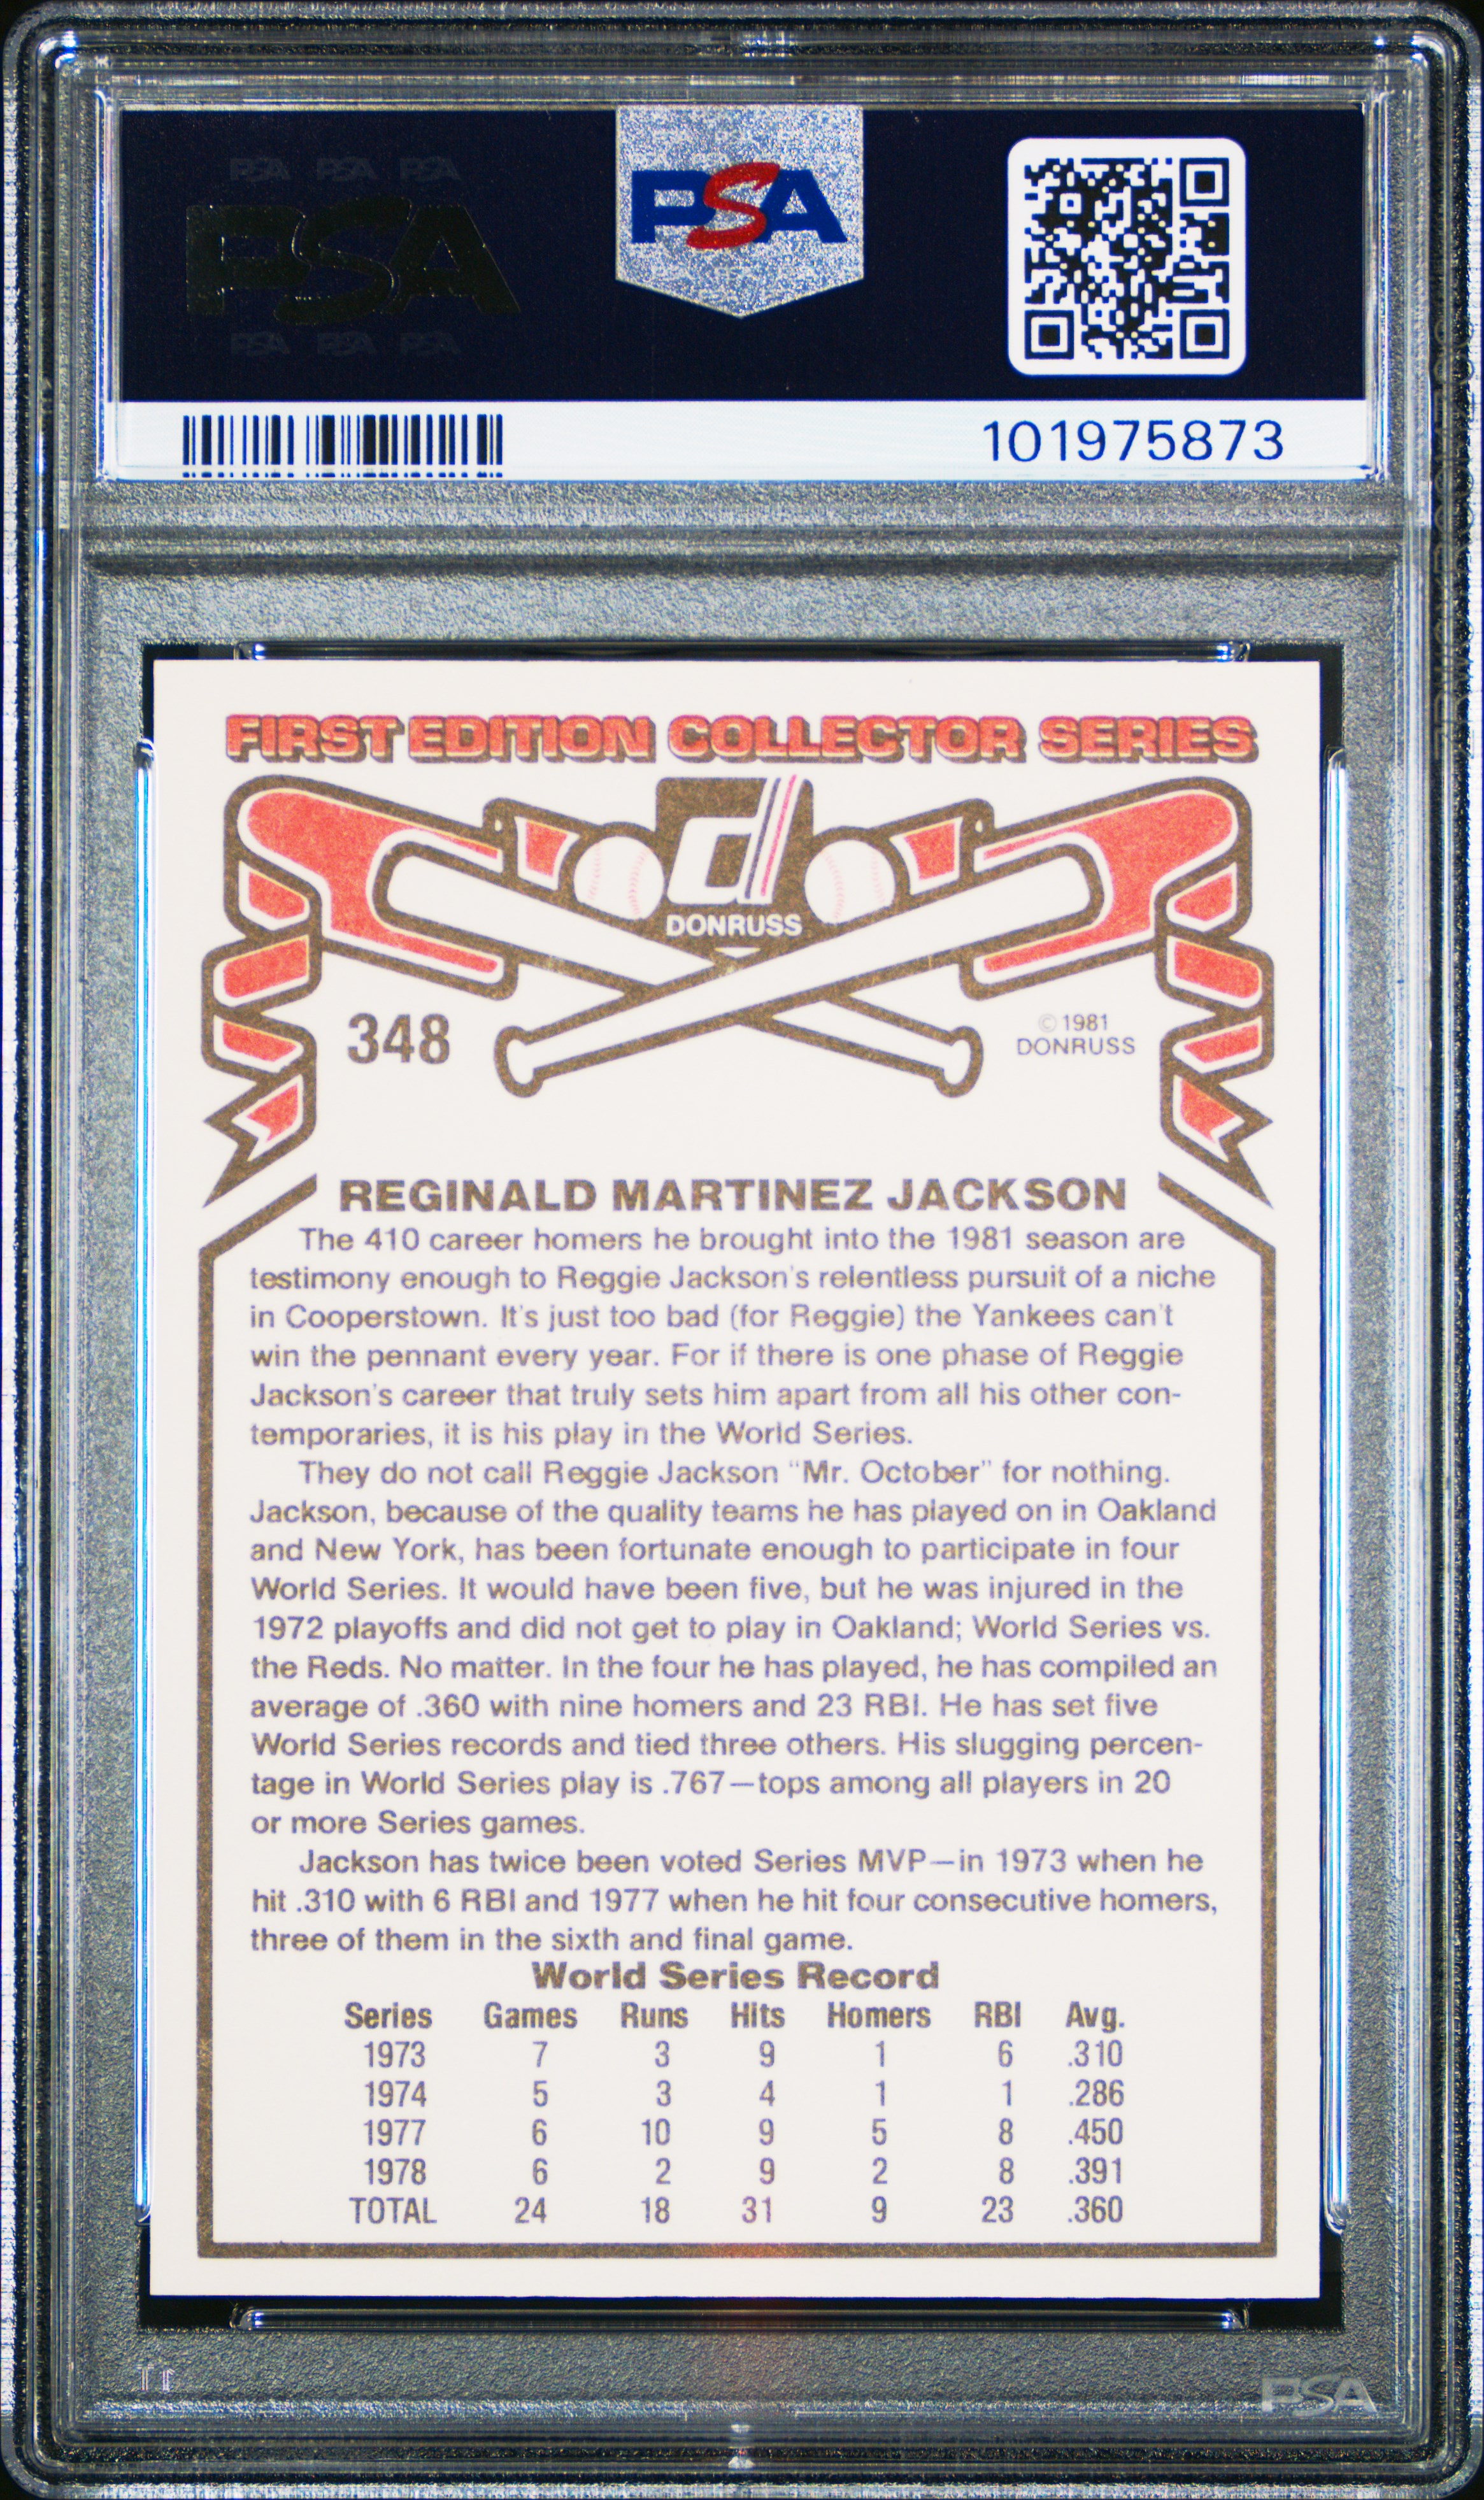 PSA PSA PSA
PSA
PSA PSA PSA
PSA
101975873
FIRST EDITION COLLECTOR SERIES
d
DONRUSS
348
© 1981
DONRUSS
REGINALD MARTINEZ JACKSON
The 410 career homers he brought into the 1981 season are
testimony enough to Reggie Jackson's relentless pursuit of a niche
in Cooperstown. It's just too bad (for Reggie) the Yankees can't
win the pennant every year. For if there is one phase of Reggie
Jackson's career that truly sets him apart from all his other con-
temporaries, it is his play in the World Series.
They do not call Reggie Jackson "Mr. October" for nothing.
Jackson, because of the quality teams he has played on in Oakland
and New York, has been fortunate enough to participate in four
World Series. It would have been five, but he was injured in the
1972 playoffs and did not get to play in Oakland; World Series vs.
the Reds. No matter. In the four he has played, he has compiled an
average of .360 with nine homers and 23 RBI. He has set five
World Series records and tied three others. His slugging percen-
tage in World Series play is .767—tops among all players in 20
or more Series games.
Jackson has twice been voted Series MVP—in 1973 when he
hit .310 with 6 RBI and 1977 when he hit four consecutive homers,
three of them in the sixth and final game.
World Series Record
Series Games Runs Hits Homers RBI Avg.
1973 7 3 9 1 6 .310
1974 5 3 4 1 1 .286
1977 6 10 9 5 8 .450
1978 6 2 9 2 8 .391
TOTAL 24 18 31 9 23 .360
PSA